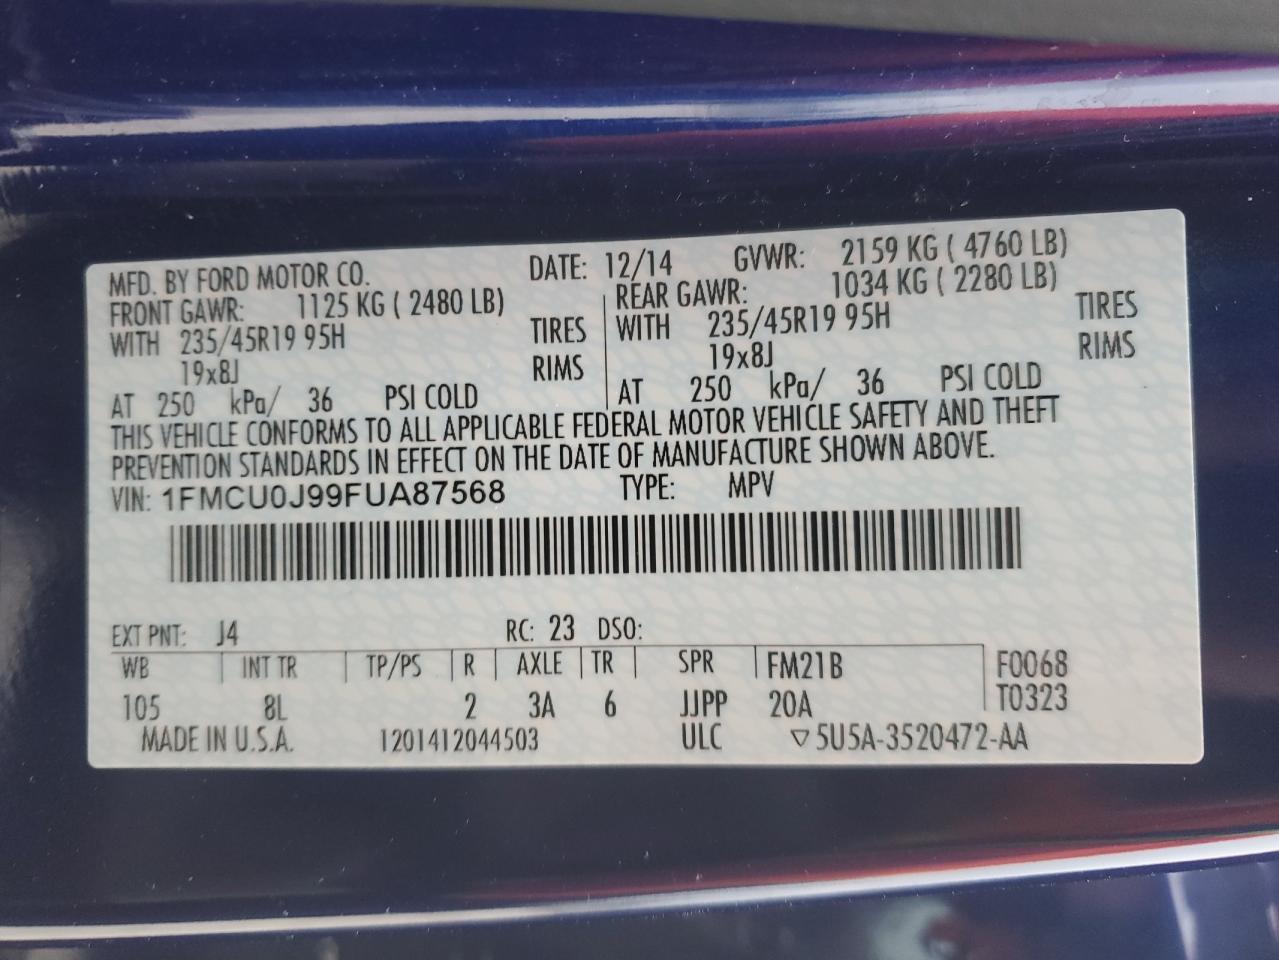 MFD. BY FORD MOTOR CO. DATE: 12/14 GVWR: 2159 KG ( 4760 LB)
FRONT GAWR: 1125 KG ( 2480 LB) REAR GAWR: 1034 KG ( 2280 LB)
WITH 235/45R19 95H TIRES WITH 235/45R19 95H TIRES
19x8J RIMS 19x8J RIMS
AT 250 kPa/ 36 PSI COLD AT 250 kPa/ 36 PSI COLD
THIS VEHICLE CONFORMS TO ALL APPLICABLE FEDERAL MOTOR VEHICLE SAFETY AND THEFT
PREVENTION STANDARDS IN EFFECT ON THE DATE OF MANUFACTURE SHOWN ABOVE.
VIN: 1FMCU0J99FUA87568 TYPE: MPV
EXT PNT: J4 RC: 23 DSO:
WB | INT TR | TP/PS | R | AXLE | TR | SPR | FM21B F0068
105 8L 2 3A 6 JJPP 20A T0323
MADE IN U.S.A. 1201412044503 ULC ▽5U5A-3520472-AA